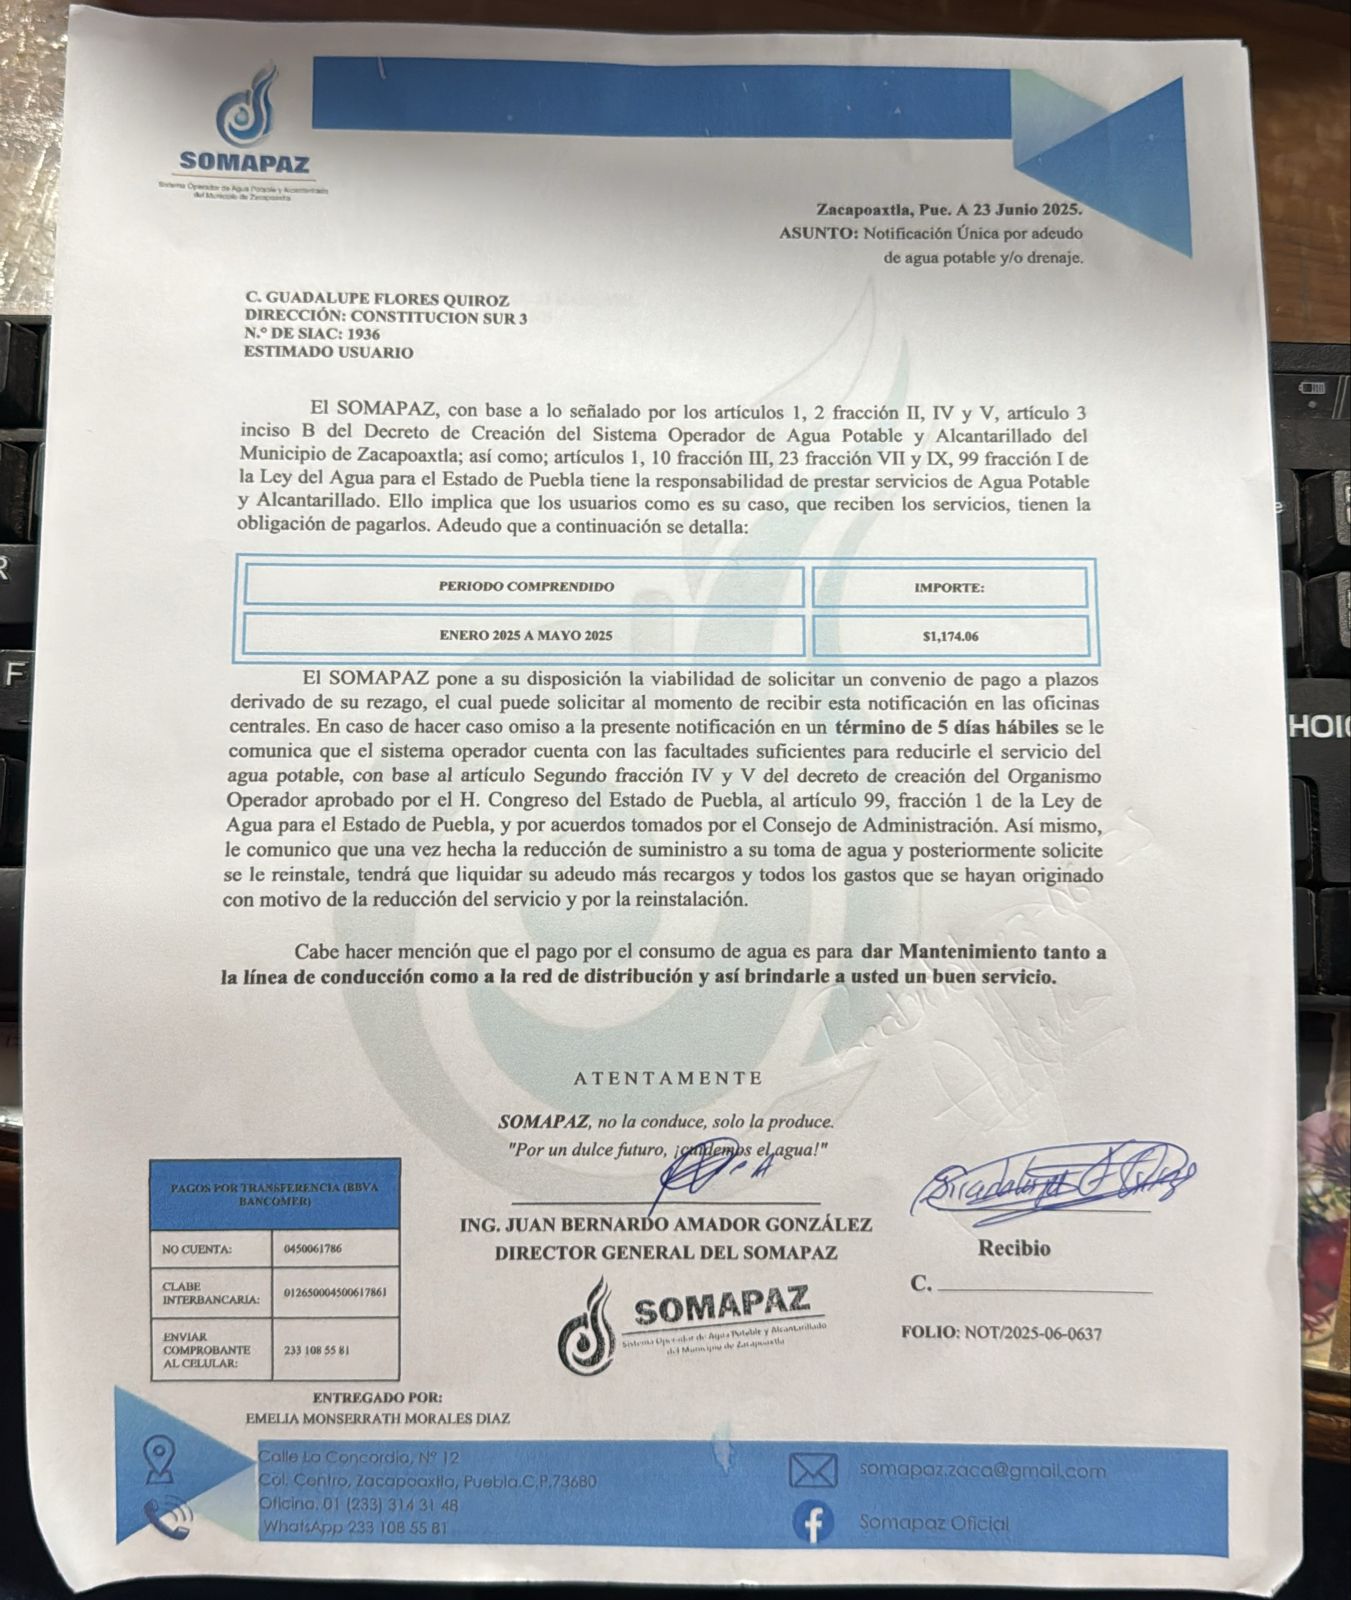 SOMAPAZ
Sistema Operador de Agua Potable y Alcantarillado
del Municipio de Zacapoaxtla
Zacapoaxtla, Pue. A 23 Junio 2025.
ASUNTO: Notificación Única por adeudo
de agua potable y/o drenaje.
C. GUADALUPE FLORES QUIROZ
DIRECCIÓN: CONSTITUCION SUR 3
N.º DE SIAC: 1936
ESTIMADO USUARIO
El SOMAPAZ, con base a lo señalado por los artículos 1, 2 fracción II, IV y V, artículo 3
inciso B del Decreto de Creación del Sistema Operador de Agua Potable y Alcantarillado del
Municipio de Zacapoaxtla; así como; artículos 1, 10 fracción III, 23 fracción VII y IX, 99 fracción I de
la Ley del Agua para el Estado de Puebla tiene la responsabilidad de prestar servicios de Agua Potable
y Alcantarillado. Ello implica que los usuarios como es su caso, que reciben los servicios, tienen la
obligación de pagarlos. Adeudo que a continuación se detalla:
PERIODO COMPRENDIDO IMPORTE:
ENERO 2025 A MAYO 2025 $1,174.06
El SOMAPAZ pone a su disposición la viabilidad de solicitar un convenio de pago a plazos
derivado de su rezago, el cual puede solicitar al momento de recibir esta notificación en las oficinas
centrales. En caso de hacer caso omiso a la presente notificación en un término de 5 días hábiles se le
comunica que el sistema operador cuenta con las facultades suficientes para reducirle el servicio del
agua potable, con base al artículo Segundo fracción IV y V del decreto de creación del Organismo
Operador aprobado por el H. Congreso del Estado de Puebla, al artículo 99, fracción 1 de la Ley de
Agua para el Estado de Puebla, y por acuerdos tomados por el Consejo de Administración. Así mismo,
le comunico que una vez hecha la reducción de suministro a su toma de agua y posteriormente solicite
se le reinstale, tendrá que liquidar su adeudo más recargos y todos los gastos que se hayan originado
con motivo de la reducción del servicio y por la reinstalación.
Cabe hacer mención que el pago por el consumo de agua es para dar Mantenimiento tanto a
la línea de conducción como a la red de distribución y así brindarle a usted un buen servicio.
ATENTAMENTE
SOMAPAZ, no la conduce, solo la produce.
"Por un dulce futuro, ¡cuidemos el agua!"
ING. JUAN BERNARDO AMADOR GONZÁLEZ
DIRECTOR GENERAL DEL SOMAPAZ
SOMAPAZ
Sistema Operador de Agua Potable y Alcantarillado
del Municipio de Zacapoaxtla
Recibio
C.
FOLIO: NOT/2025-06-0637
PAGOS POR TRANSFERENCIA (BBVA
BANCOMER)
NO CUENTA: 0450061786
CLABE
INTERBANCARIA: 012650004500617861
ENVIAR
COMPROBANTE
AL CELULAR: 233 108 55 81
ENTREGADO POR:
EMELIA MONSERRATH MORALES DIAZ
Calle La Concordia, Nº 12
Col. Centro, Zacapoaxtla, Puebla.C.P.73680
Oficina. 01 (233) 314 31 48
WhatsApp 233 108 55 81
somapaz.zaca@gmail.com
Somapaz Oficial
R
F
HOI